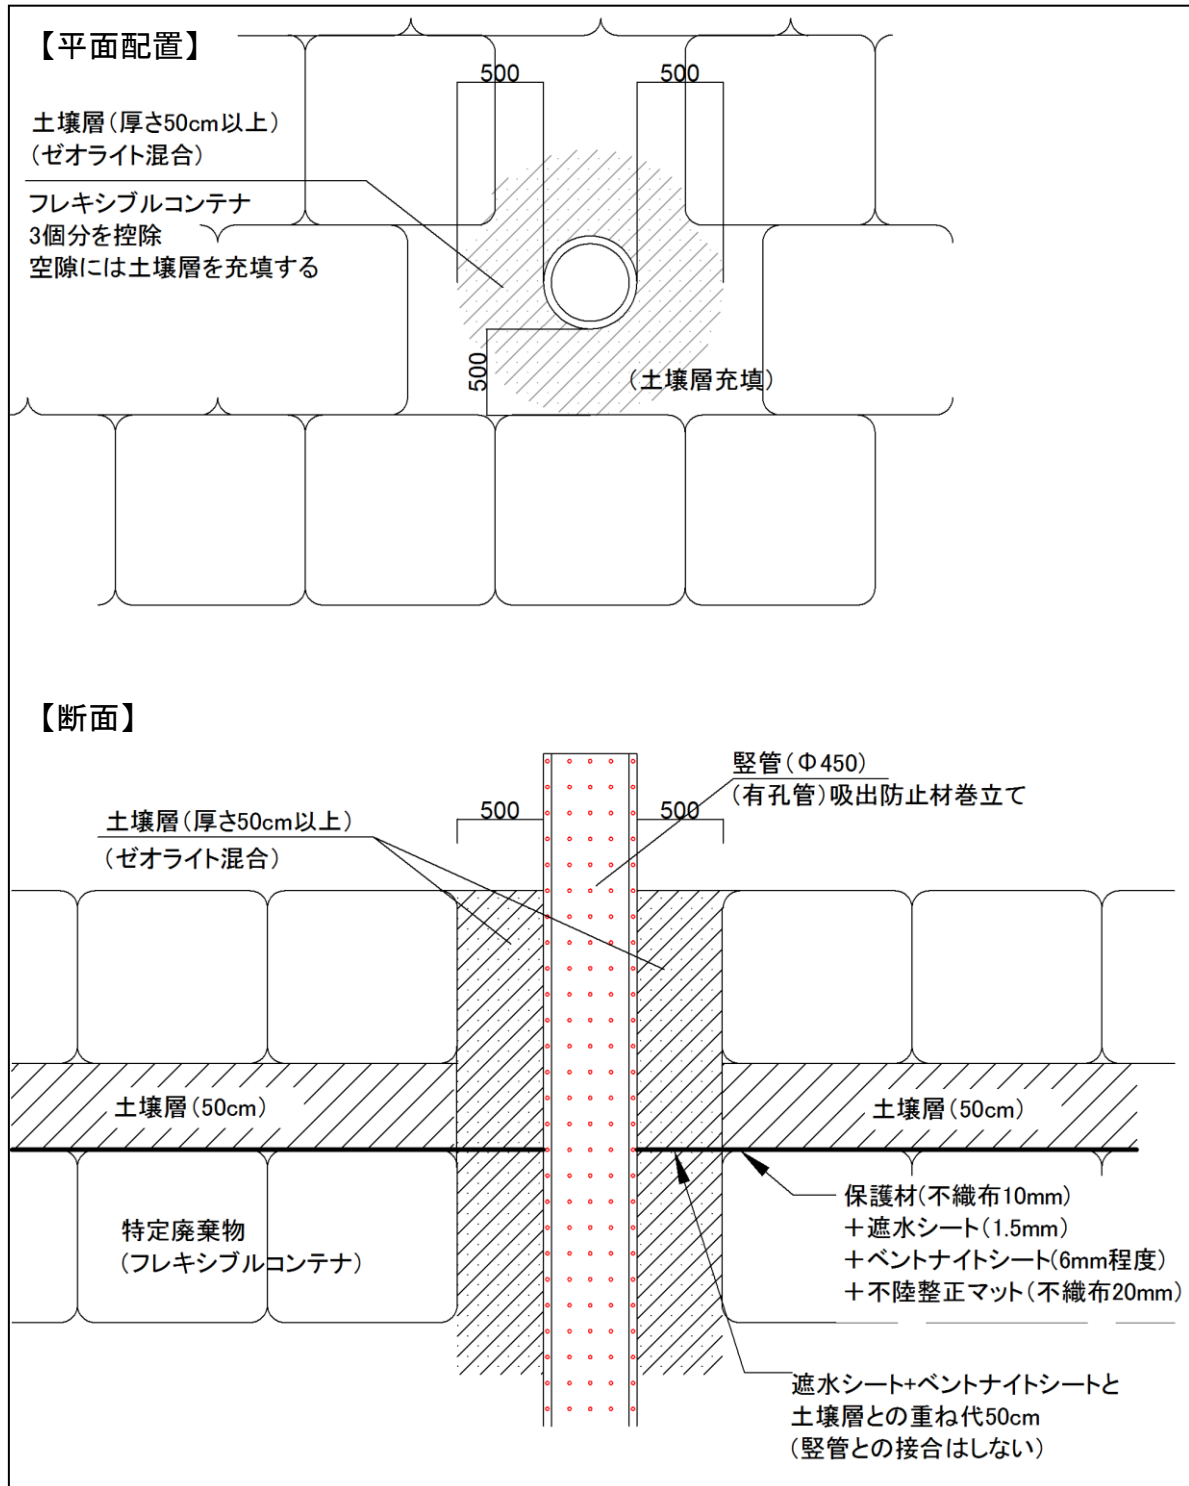 【平面配置】
500
500
土壌層(厚さ50cm以上)
(ゼオライト混合)
フレキシブルコンテナ
3個分を控除
空隙には土壌層を充填する
500
(土壌層充填)
【断面】
竪管(Φ450)
(有孔管)吸出防止材巻立て
500
500
土壌層(厚さ50cm以上)
(ゼオライト混合)
土壌層(50cm)
土壌層(50cm)
特定廃棄物
(フレキシブルコンテナ)
保護材(不織布10mm)
+遮水シート(1.5mm)
+ベントナイトシート(6mm程度)
+不陸整正マット(不織布20mm)
遮水シート+ベントナイトシートと
土壌層との重ね代50cm
(竪管との接合はしない)